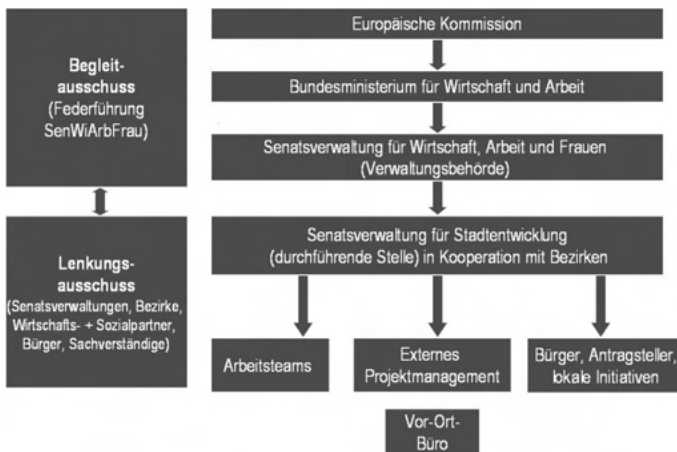 Begleit-
ausschuss
(Federführung
SenWiArbFrau)
Lenkungs-
ausschuss
(Senatsverwaltungen, Bezirke,
Wirtschafts- + Sozialpartner,
Bürger, Sachverständige)
Europäische Kommission
Bundesministerium für Wirtschaft und Arbeit
Senatsverwaltung für Wirtschaft, Arbeit und Frauen
(Verwaltungsbehörde)
Senatsverwaltung für Stadtentwicklung
(durchführende Stelle) in Kooperation mit Bezirken
Arbeitsteams
Externes
Projektmanagement
Bürger, Antragsteller,
lokale Initiativen
Vor-Ort-
Büro